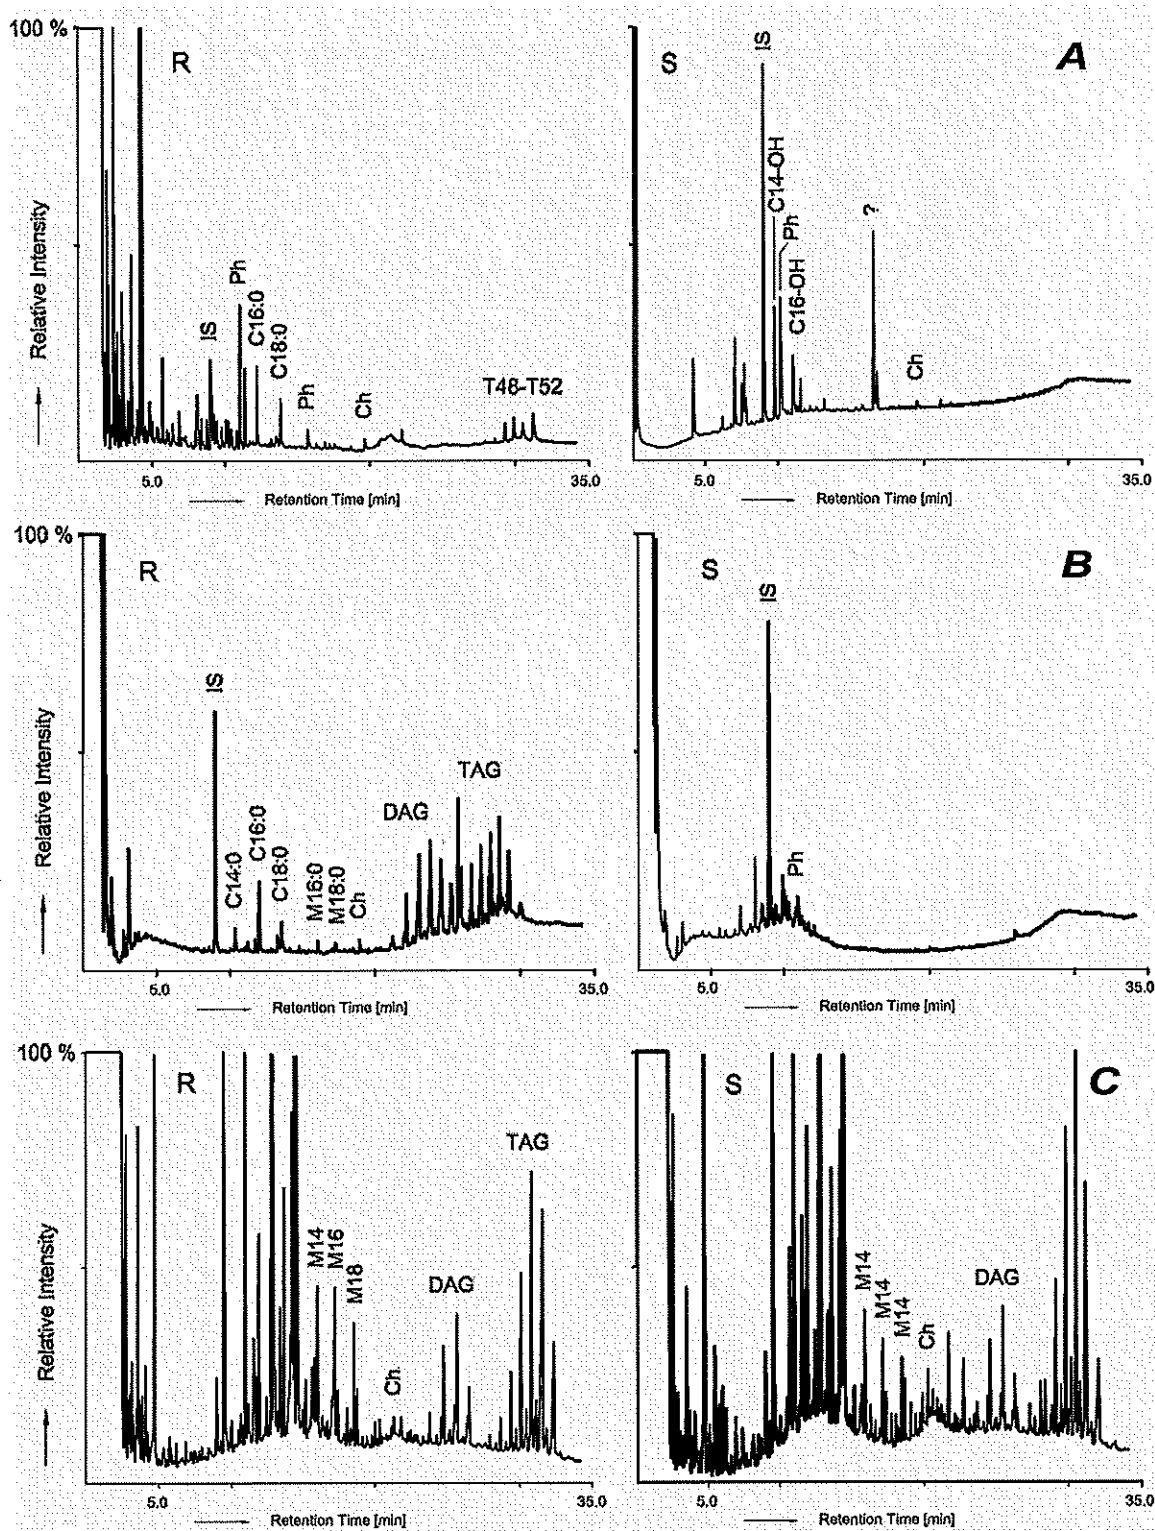 100 %
R
IS
Ph
C16:0
C18:0
Ph
Ch
T48-T52
Relative Intensity
5.0
35.0
Retention Time [min]
S
A
IS
C14-OH
Ph
C16-OH
?
Ch
5.0
35.0
Retention Time [min]
100 %
R
IS
C14:0
C16:0
C18:0
M16:0
M18:0
Ch
DAG
TAG
Relative Intensity
5.0
35.0
Retention Time [min]
S
B
IS
Ph
5.0
35.0
Retention Time [min]
100 %
R
M14
M16
M18
Ch
DAG
TAG
Relative Intensity
5.0
35.0
Retention Time [min]
S
C
M14
M14
M14
Ch
DAG
5.0
35.0
Retention Time [min]